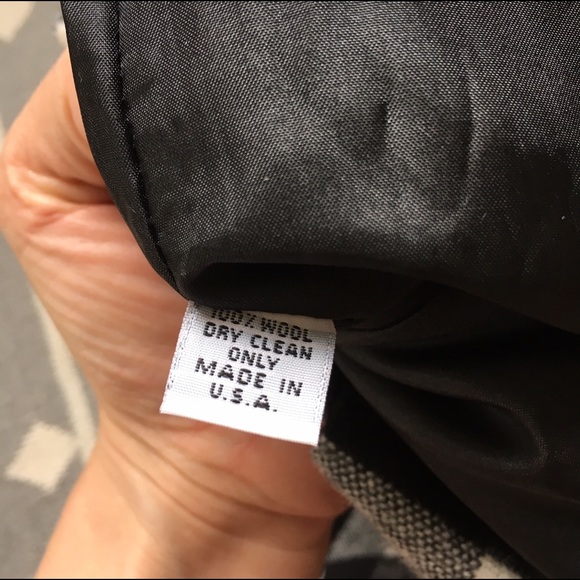 100% WOOL
DRY CLEAN
ONLY
MADE IN
U.S.A.